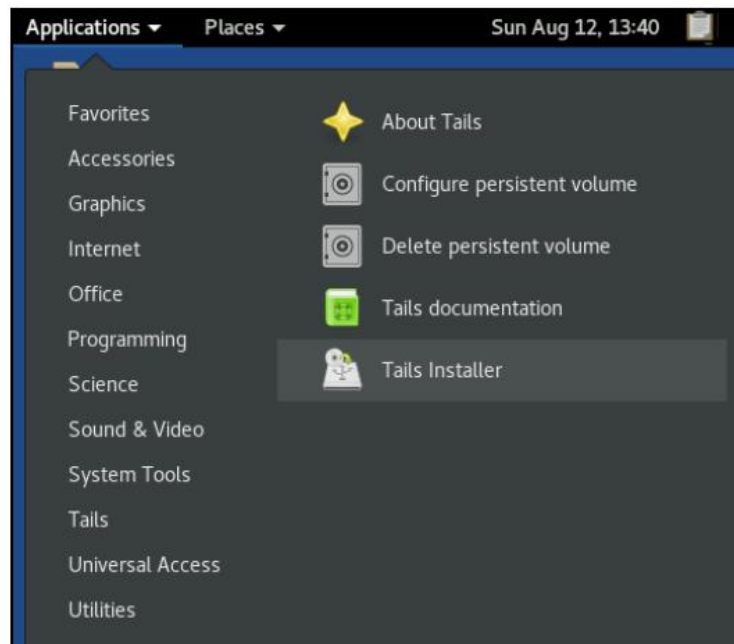 Applications Places Sun Aug 12, 13:40
Favorites
Accessories
Graphics
Internet
Office
Programming
Science
Sound & Video
System Tools
Tails
Universal Access
Utilities
About Tails
Configure persistent volume
Delete persistent volume
Tails documentation
Tails Installer